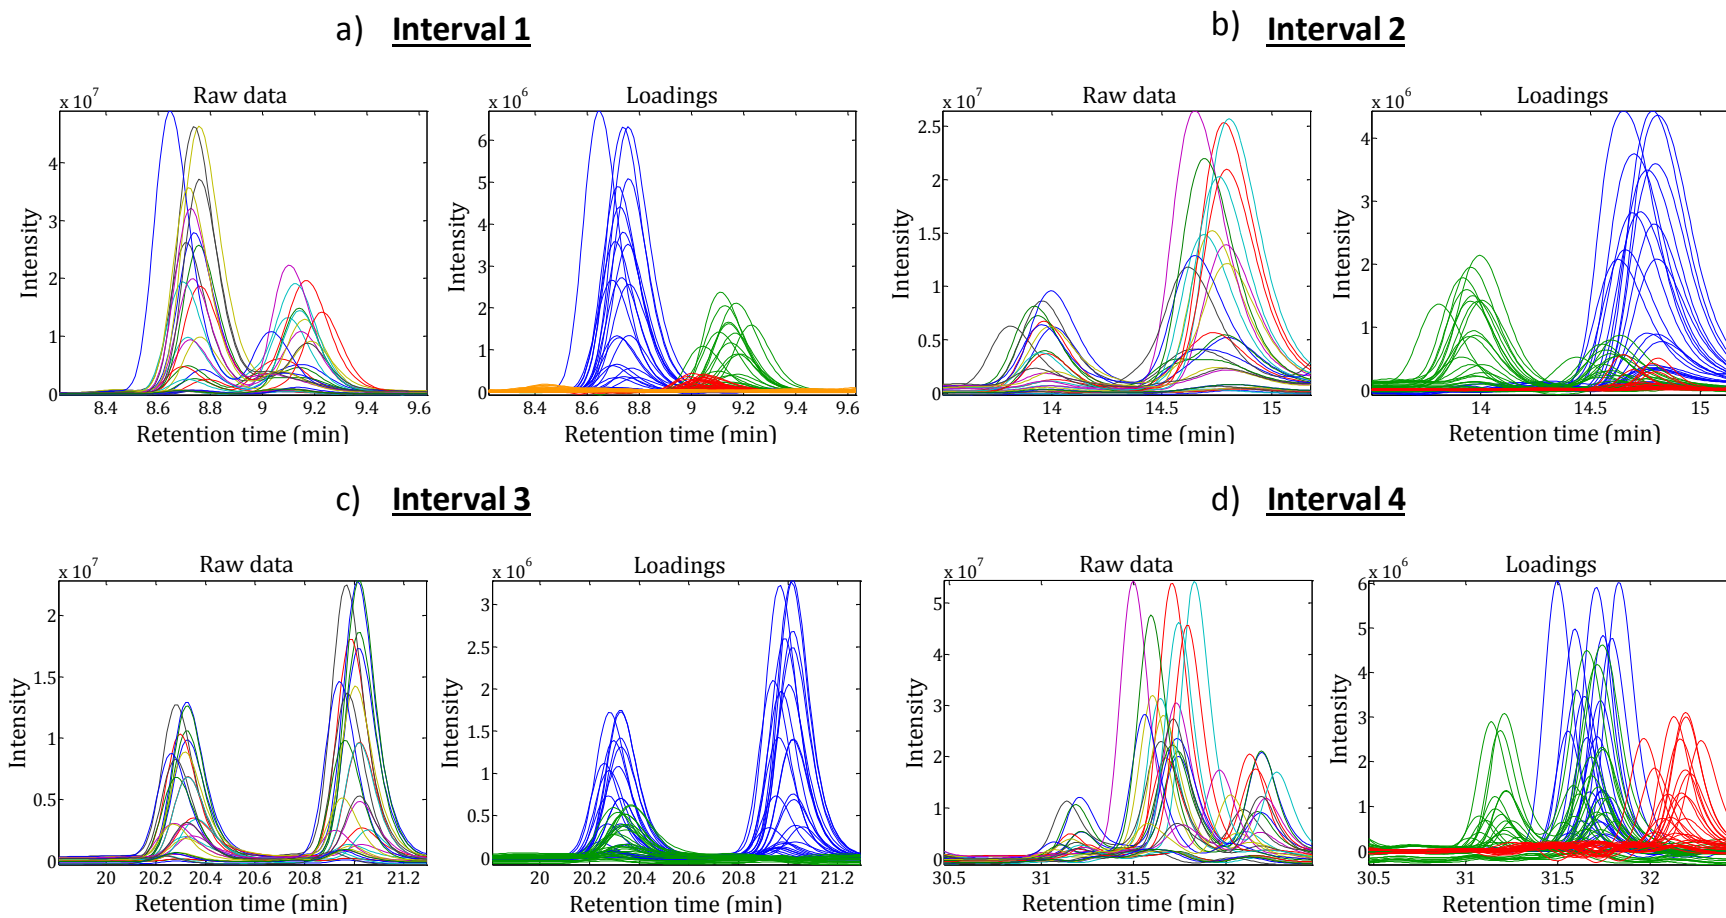 a) Interval 1
b) Interval 2
x 10^7 Raw data
x 10^6 Loadings
x 10^7 Raw data
x 10^6 Loadings
Intensity
4
3
2
1
0
8.4 8.6 8.8 9 9.2 9.4 9.6
Retention time (min)
Intensity
6
5
4
3
2
1
0
8.4 8.6 8.8 9 9.2 9.4 9.6
Retention time (min)
Intensity
2.5
2
1.5
1
0.5
0
14 14.5 15
Retention time (min)
Intensity
4
3
2
1
0
14 14.5 15
Retention time (min)
c) Interval 3
d) Interval 4
x 10^7 Raw data
x 10^6 Loadings
x 10^7 Raw data
x 10^6 Loadings
Intensity
2
1.5
1
0.5
0
20 20.2 20.4 20.6 20.8 21 21.2
Retention time (min)
Intensity
3
2.5
2
1.5
1
0.5
0
20 20.2 20.4 20.6 20.8 21 21.2
Retention time (min)
Intensity
5
4
3
2
1
0
30.5 31 31.5 32
Retention time (min)
Intensity
6
5
4
3
2
1
0
30.5 31 31.5 32
Retention time (min)